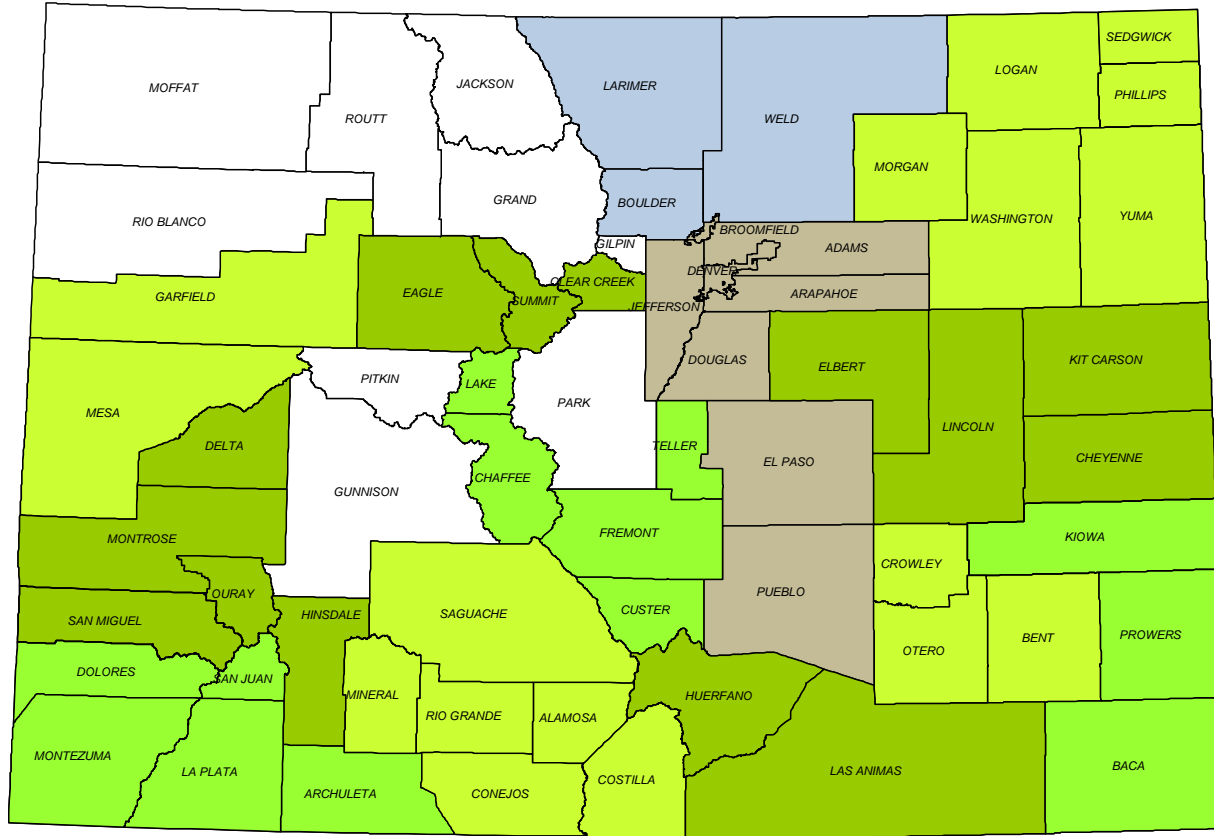 SEDGWICK
LOGAN
JACKSON
LARIMER
MOFFAT
PHILLIPS
ROUTT
WELD
MORGAN
GRAND
BOULDER
RIO BLANCO
WASHINGTON
YUMA
BROOMFIELD
GILPIN
ADAMS
DENVER
CLEAR CREEK
EAGLE
ARAPAHOE
GARFIELD
SUMMIT
JEFFERSON
DOUGLAS
KIT CARSON
ELBERT
PITKIN
LAKE
PARK
MESA
LINCOLN
DELTA
TELLER
CHEYENNE
EL PASO
CHAFFEE
GUNNISON
FREMONT
KIOWA
MONTROSE
CROWLEY
PUEBLO
OURAY
CUSTER
SAGUACHE
HINSDALE
SAN MIGUEL
BENT
PROWERS
OTERO
DOLORES
SAN JUAN
MINERAL
HUERFANO
RIO GRANDE
ALAMOSA
MONTEZUMA
LA PLATA
LAS ANIMAS
BACA
COSTILLA
ARCHULETA
CONEJOS